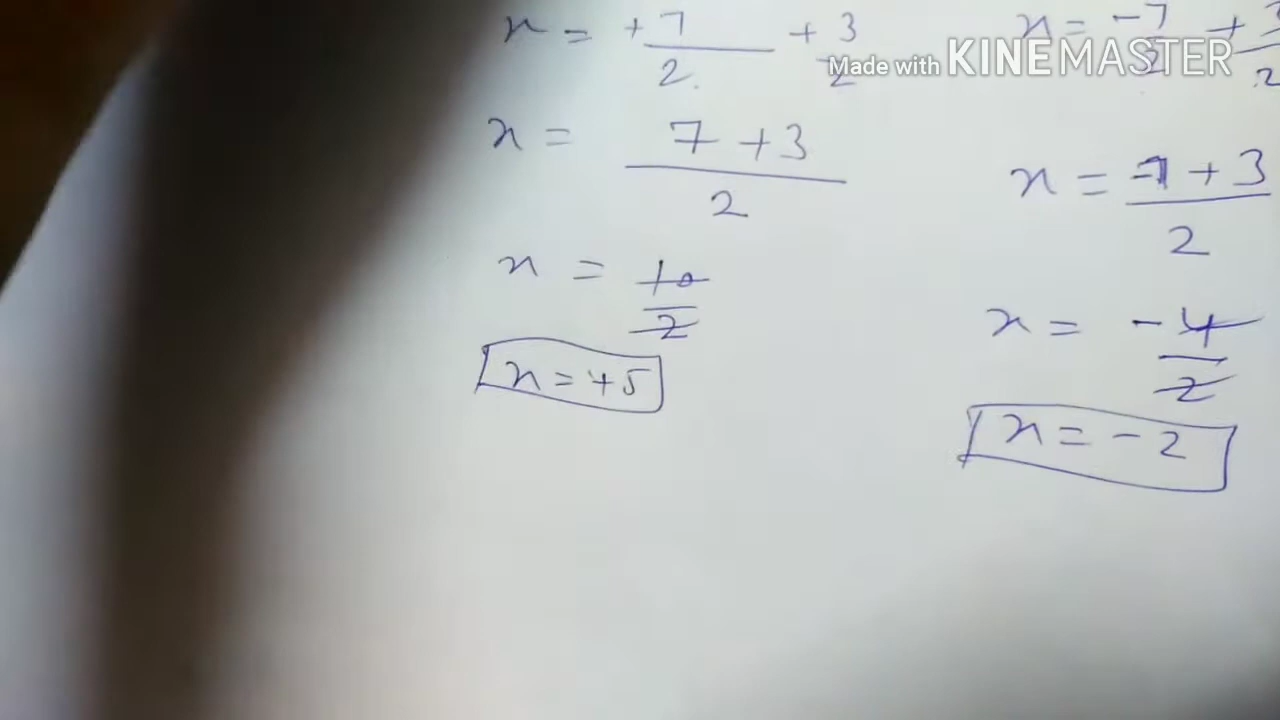 x = +7/2 + 3/2
x = 7 + 3 / 2
x = 10/2
x = +5
x = -7/2 + 3/2
Made with KINEMASTER
x = -7 + 3 / 2
x = -4/2
x = -2